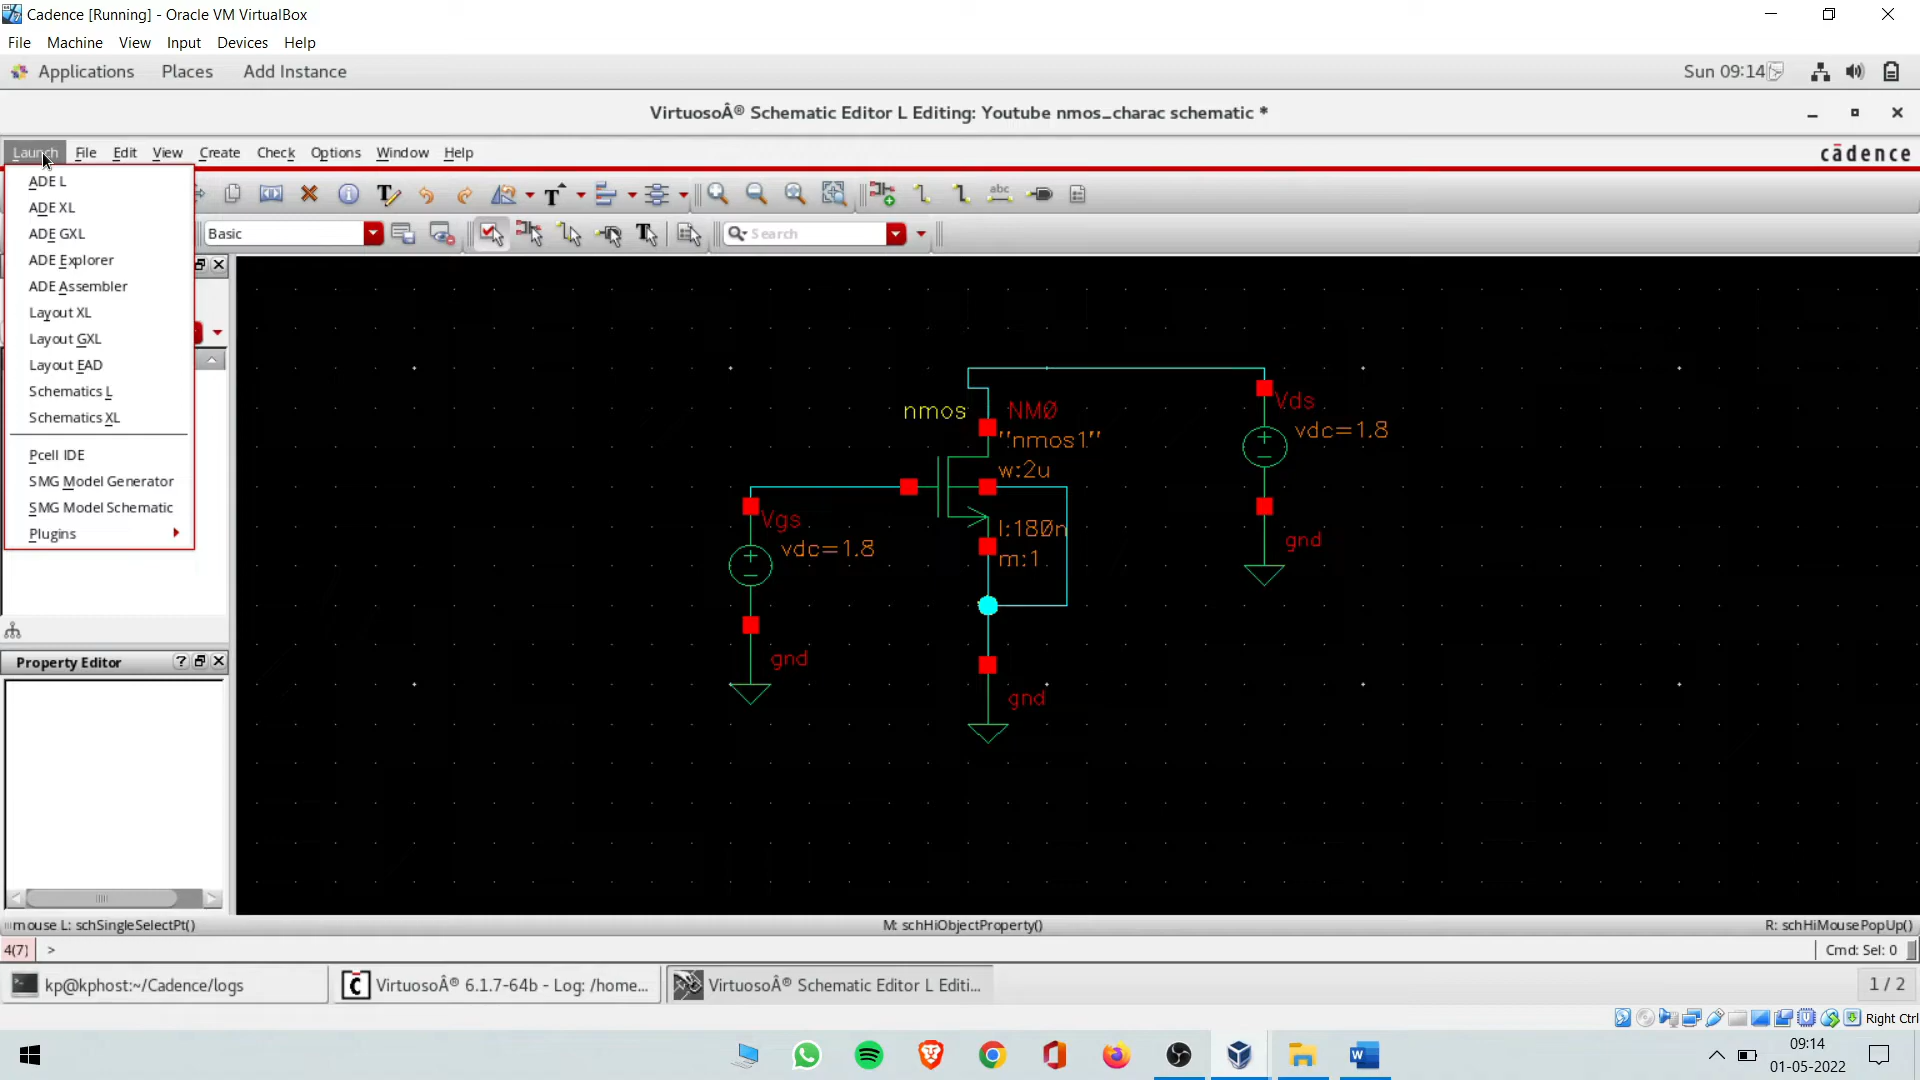 Cadence [Running] - Oracle VM VirtualBox
File Machine View Input Devices Help
Applications Places Add Instance
Sun 09:14
VirtuosoÂ® Schematic Editor L Editing: Youtube nmos_charac schematic *
Launch File Edit View Create Check Options Window Help
cādence
ADE L
ADE XL
ADE GXL
ADE Explorer
ADE Assembler
Layout XL
Layout GXL
Layout EAD
Schematics L
Schematics XL
Pcell IDE
SMG Model Generator
SMG Model Schematic
Plugins
Basic
Search
abc
nmos
NM0
"nmos1"
w:2u
l:180n
m:1
Vgs
vdc=1.8
gnd
gnd
Vds
vdc=1.8
gnd
Property Editor
mouse L: schSingleSelectPt()
M: schHiObjectProperty()
R: schHiMousePopUp()
4(7) >
Cmd: Sel: 0
kp@kphost:~/Cadence/logs
VirtuosoÂ® 6.1.7-64b - Log: /home...
VirtuosoÂ® Schematic Editor L Editi...
1 / 2
Right Ctrl
09:14
01-05-2022